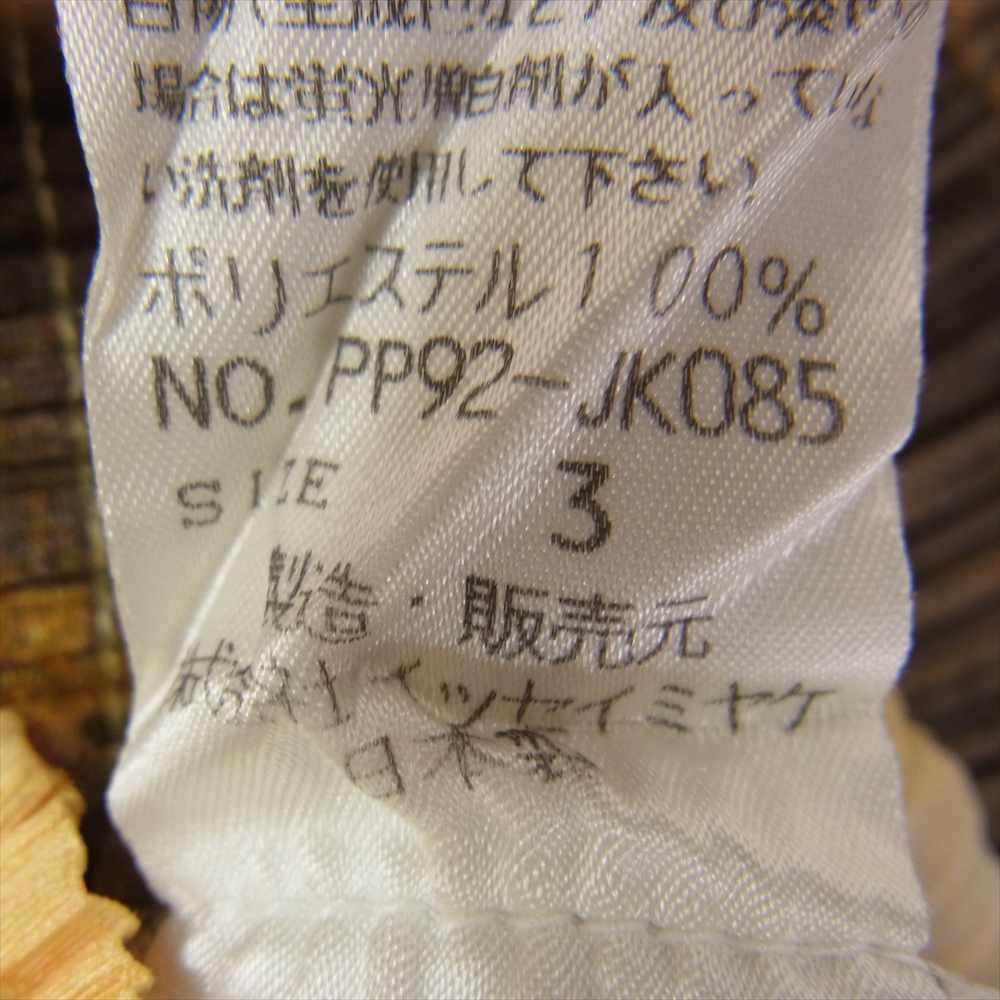 白い(生成
場合は蛍光増白剤が入ってな
い洗剤を使用して下さい。
ポリエステル100%
NO.PP92-JK085
SIZE 3
製造・販売元
株式会社イッセイミヤケ
日本製